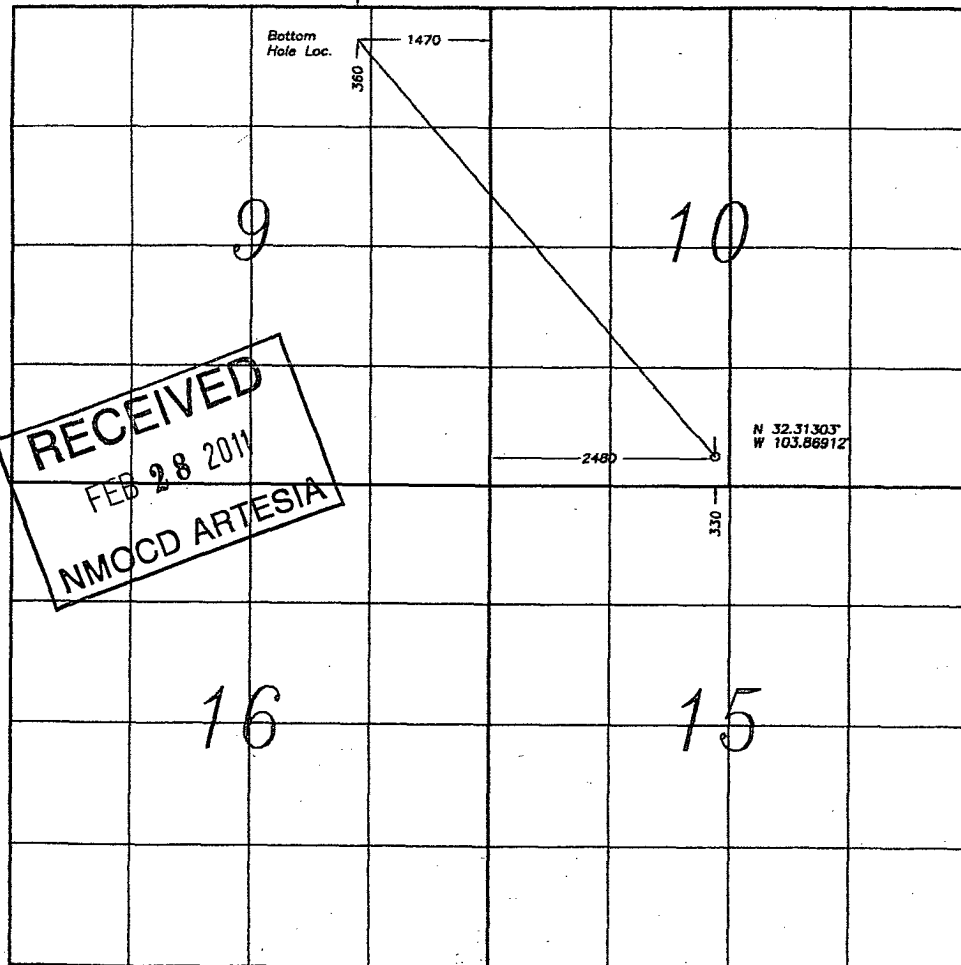 Bottom
Hole Loc.
1470
360
9
10
RECEIVED
FEB 28 2011
NMOCD ARTESIA
N 32.31303°
W 103.86912°
2480
330
16
15